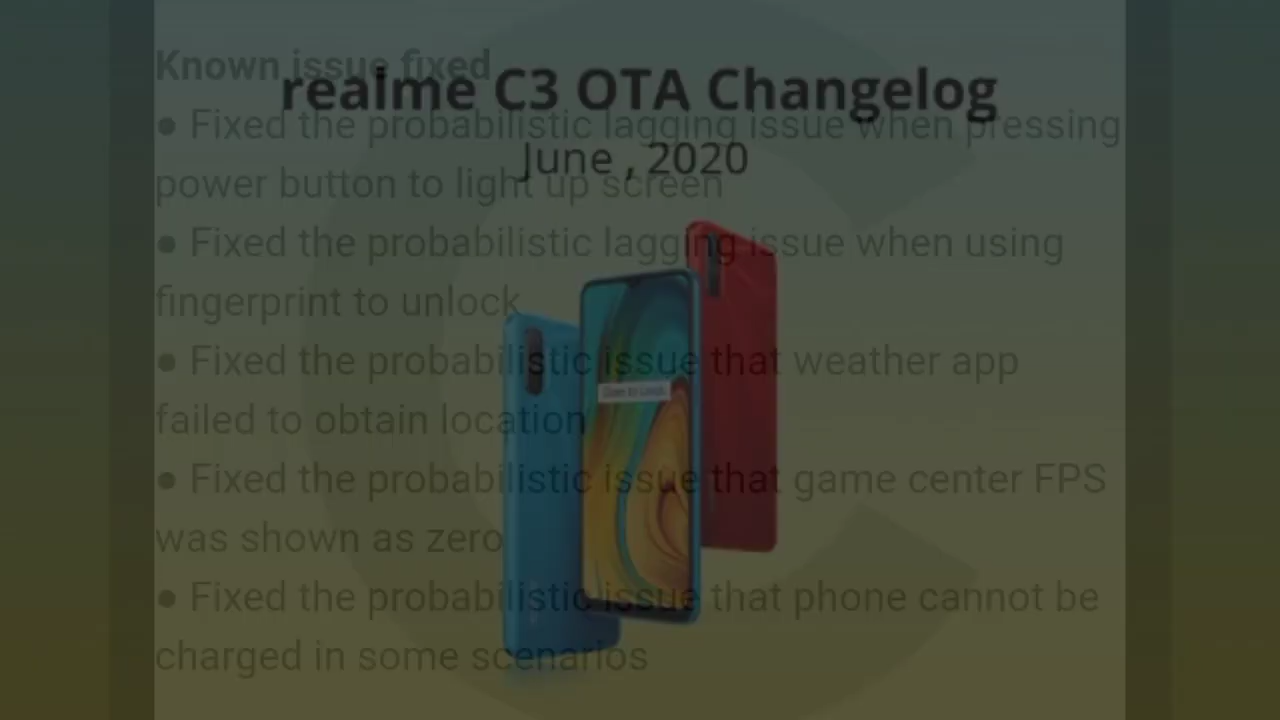 Known issue fixed
realme C3 OTA Changelog
● Fixed the probabilistic lagging issue when pressing
June , 2020
power button to light up screen
● Fixed the probabilistic lagging issue when using
fingerprint to unlock
● Fixed the probabilistic issue that weather app
failed to obtain location
● Fixed the probabilistic issue that game center FPS
was shown as zero
● Fixed the probabilistic issue that phone cannot be
charged in some scenarios